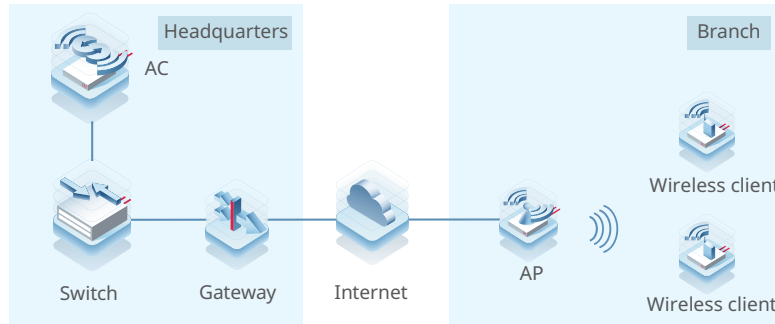 Headquarters
Branch
AC
Wireless client
AP
Switch
Gateway
Internet
Wireless client